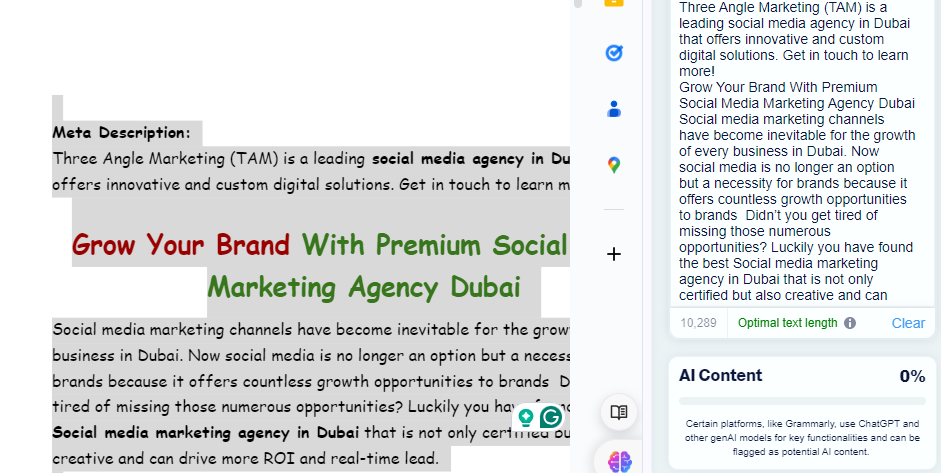 Meta Description:
Three Angle Marketing (TAM) is a leading social media agency in Du
offers innovative and custom digital solutions. Get in touch to learn m
Grow Your Brand With Premium Social
Marketing Agency Dubai
Social media marketing channels have become inevitable for the grow
business in Dubai. Now social media is no longer an option but a necess
brands because it offers countless growth opportunities to brands  D
tired of missing those numerous opportunities? Luckily you hav
Social media marketing agency in Dubai that is not only certified bu
creative and can drive more ROI and real-time lead.
Three Angle Marketing (TAM) is a
leading social media agency in Dubai
that offers innovative and custom
digital solutions. Get in touch to learn
more!
Grow Your Brand With Premium
Social Media Marketing Agency Dubai
Social media marketing channels
have become inevitable for the growth
of every business in Dubai. Now
social media is no longer an option
but a necessity for brands because it
offers countless growth opportunities
to brands  Didn't you get tired of
missing those numerous
opportunities? Luckily you have found
the best Social media marketing
agency in Dubai that is not only
certified but also creative and can
10,289 Optimal text length Clear
AI Content 0%
Certain platforms, like Grammarly, use ChatGPT and
other genAI models for key functionalities and can be
flagged as potential AI content.